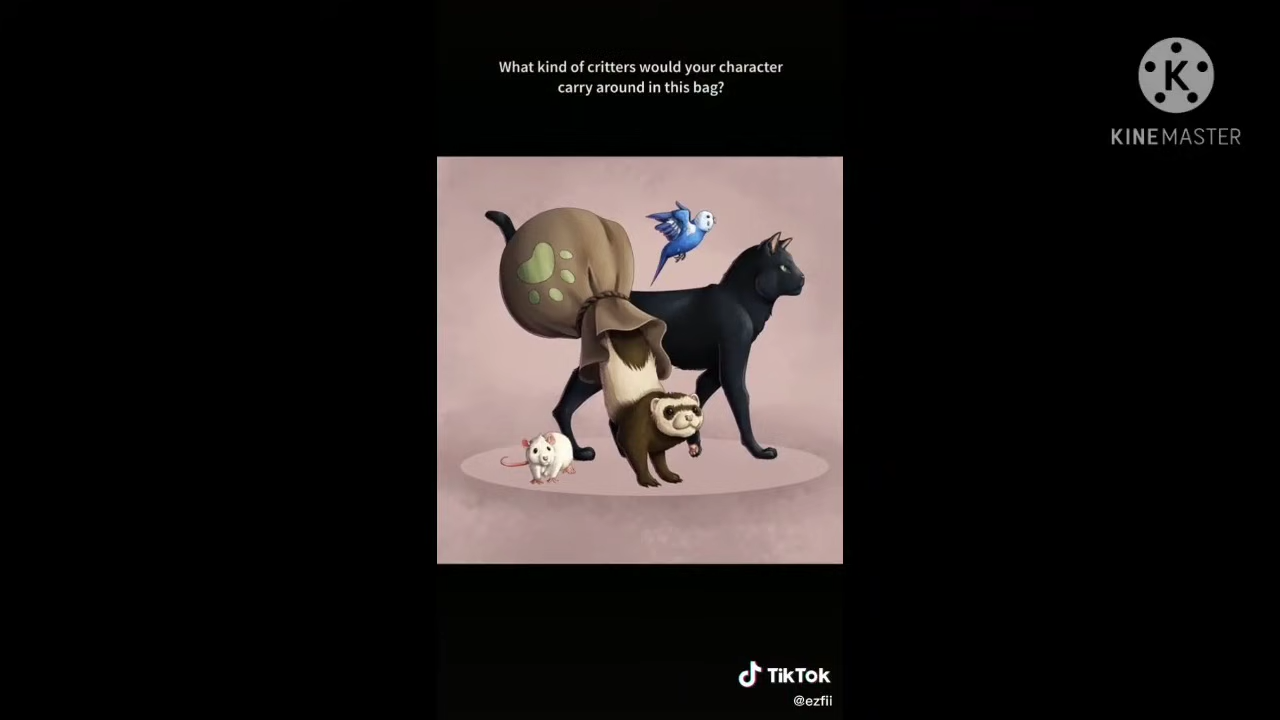 What kind of critters would your character
carry around in this bag?
K
KINEMASTER
TikTok
@ezfii